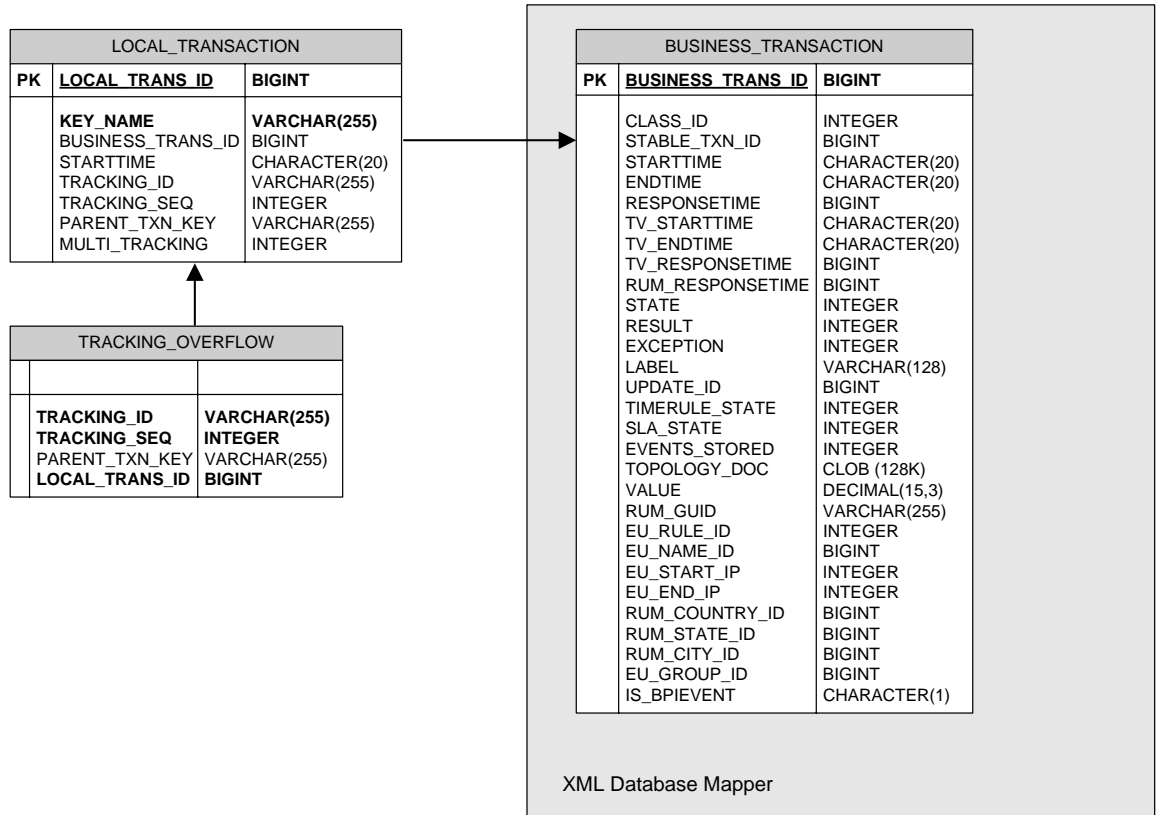 LOCAL_TRANSACTION
PK LOCAL_TRANS_ID BIGINT
KEY_NAME VARCHAR(255)
BUSINESS_TRANS_ID BIGINT
STARTTIME CHARACTER(20)
TRACKING_ID VARCHAR(255)
TRACKING_SEQ INTEGER
PARENT_TXN_KEY VARCHAR(255)
MULTI_TRACKING INTEGER
TRACKING_OVERFLOW
TRACKING_ID VARCHAR(255)
TRACKING_SEQ INTEGER
PARENT_TXN_KEY VARCHAR(255)
LOCAL_TRANS_ID BIGINT
BUSINESS_TRANSACTION
PK BUSINESS_TRANS_ID BIGINT
CLASS_ID INTEGER
STABLE_TXN_ID BIGINT
STARTTIME CHARACTER(20)
ENDTIME CHARACTER(20)
RESPONSETIME BIGINT
TV_STARTTIME CHARACTER(20)
TV_ENDTIME CHARACTER(20)
TV_RESPONSETIME BIGINT
RUM_RESPONSETIME BIGINT
STATE INTEGER
RESULT INTEGER
EXCEPTION INTEGER
LABEL VARCHAR(128)
UPDATE_ID BIGINT
TIMERULE_STATE INTEGER
SLA_STATE INTEGER
EVENTS_STORED INTEGER
TOPOLOGY_DOC CLOB (128K)
VALUE DECIMAL(15,3)
RUM_GUID VARCHAR(255)
EU_RULE_ID INTEGER
EU_NAME_ID BIGINT
EU_START_IP INTEGER
EU_END_IP INTEGER
RUM_COUNTRY_ID BIGINT
RUM_STATE_ID BIGINT
RUM_CITY_ID BIGINT
EU_GROUP_ID BIGINT
IS_BPIEVENT CHARACTER(1)
XML Database Mapper